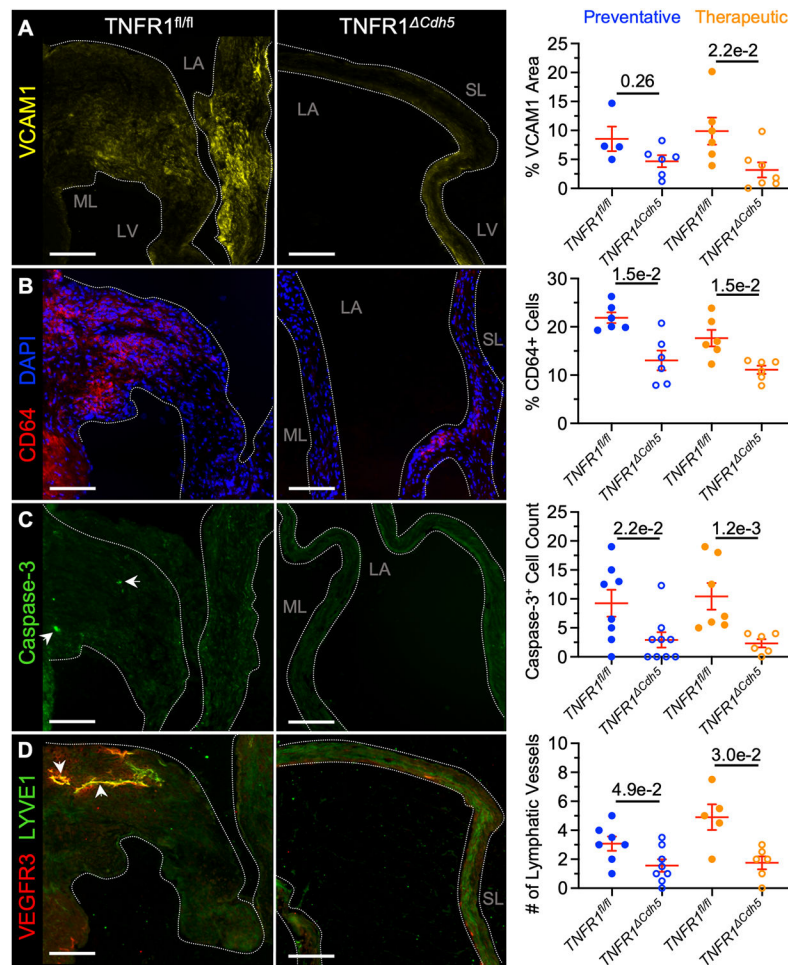 TNFR1fl/fl
TNFR1ΔCdh5
Preventative
Therapeutic
A
VCAM1
LA
ML
LV
LA
SL
LV
% VCAM1 Area
25
20
15
10
5
0
0.26
2.2e-2
TNFR1fl/fl
TNFR1ΔCdh5
TNFR1fl/fl
TNFR1ΔCdh5
B
CD64 DAPI
LA
SL
ML
% CD64+ Cells
30
20
10
0
1.5e-2
1.5e-2
TNFR1fl/fl
TNFR1ΔCdh5
TNFR1fl/fl
TNFR1ΔCdh5
C
Caspase-3
LA
ML
Caspase-3+ Cell Count
25
20
15
10
5
0
2.2e-2
1.2e-3
TNFR1fl/fl
TNFR1ΔCdh5
TNFR1fl/fl
TNFR1ΔCdh5
D
VEGFR3 LYVE1
SL
# of Lymphatic Vessels
10
8
6
4
2
0
4.9e-2
3.0e-2
TNFR1fl/fl
TNFR1ΔCdh5
TNFR1fl/fl
TNFR1ΔCdh5